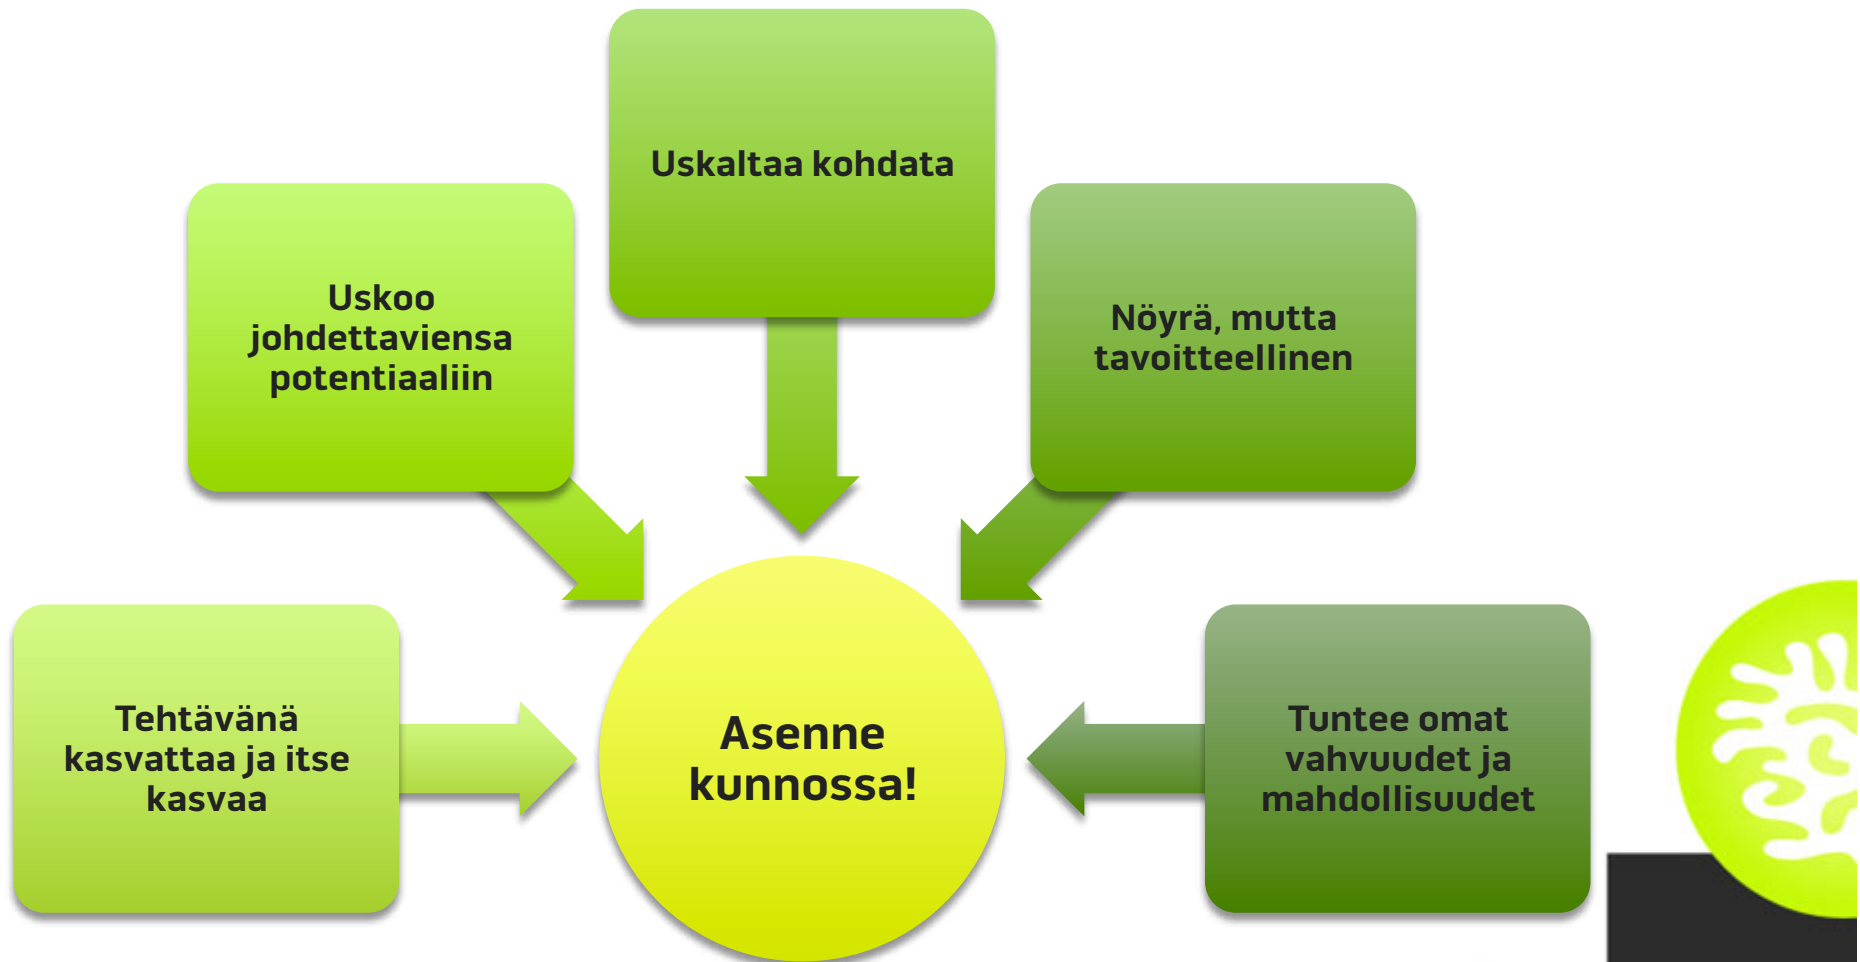 Uskaltaa kohdata
Uskoo
johdettaviensa
potentiaaliin
Nöyrä, mutta
tavoitteellinen
Tehtävänä
kasvattaa ja itse
kasvaa
Asenne
kunnossa!
Tuntee omat
vahvuudet ja
mahdollisuudet